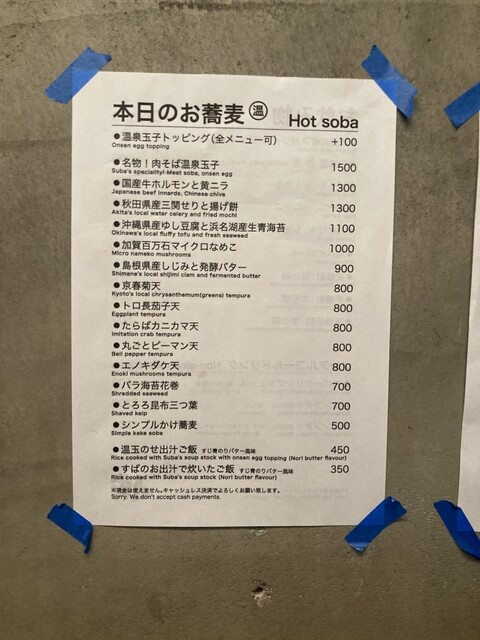 本日のお蕎麦 温 Hot soba
●温泉玉子トッピング(全メニュー可) +100
Onsen egg topping
●名物!肉そば温泉玉子 1500
Suba's speciality!-Meat soba, onsen egg
●国産牛ホルモンと黄ニラ 1300
Japanese beef innards, Chinese chive
●秋田県産三関せりと揚げ餅 1300
Akita's local water celery and fried mochi
●沖縄県産ゆし豆腐と浜名湖産生青海苔 1100
Okinawa's local fluffy tofu and fresh seaweed
●加賀百万石マイクロなめこ 1000
Micro nameko mushrooms
●島根県産しじみと発酵バター 900
Shimane's local shijimi clam and fermented butter
●京春菊天 800
Kyoto's local chrysanthemum(greens) tempura
●トロ長茄子天 800
Eggplant tempura
●たらばカニカマ天 800
Imitation crab tempura
●丸ごとピーマン天 800
Bell pepper tempura
●エノキダケ天 800
Enoki mushrooms tempura
●バラ海苔花巻 700
Shredded seaweed
●とろろ昆布三つ葉 700
Shaved kelp
●シンプルかけ蕎麦 500
Simple kake soba
●温玉のせ出汁ご飯 すじ青のりバター風味 450
Rice cooked with Suba's soup stock with onsen egg topping (Nori butter flavour)
●すばのお出汁で炊いたご飯 すじ青のりバター風味 350
Rice cooked with Suba's soup stock (Nori butter flavour)
※現金は使えません。キャッシュレス決済でよろしくお願い致します。
Sorry. We don't accept cash payments.